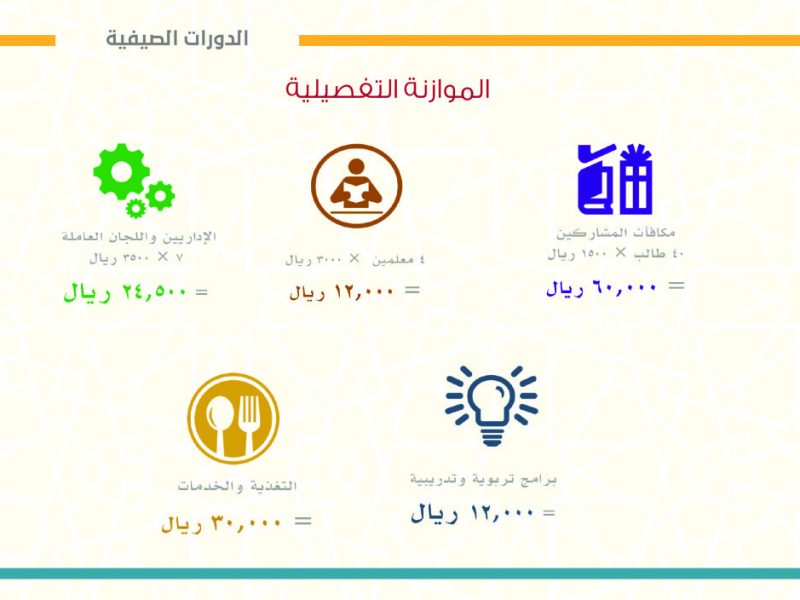 الدورات الصيفية
الموازنة التفصيلية
مكافآت المشاركين
٤٠ طالب × ١٥٠٠ ريال
= ٦٠,٠٠٠ ريال
٤ معلمين × ٣٠٠٠ ريال
= ١٢,٠٠٠ ريال
الإداريين واللجان العاملة
٧ × ٣٥٠٠ ريال
= ٢٤,٥٠٠ ريال
برامج تربوية وتدريبية
= ١٢,٠٠٠ ريال
التغذية والخدمات
= ٣٠,٠٠٠ ريال